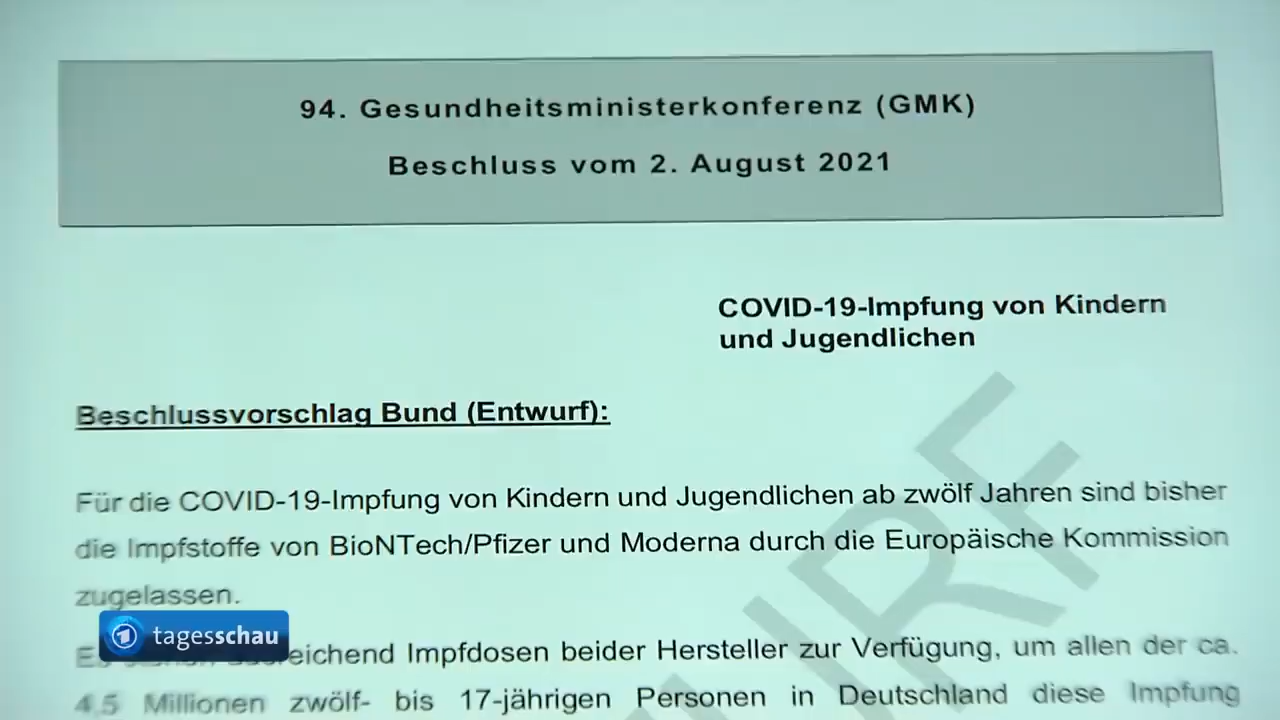 94. Gesundheitsministerkonferenz (GMK)
Beschluss vom 2. August 2021
COVID-19-Impfung von Kindern
und Jugendlichen
Beschlussvorschlag Bund (Entwurf):
Für die COVID-19-Impfung von Kindern und Jugendlichen ab zwölf Jahren sind bisher
die Impfstoffe von BioNTech/Pfizer und Moderna durch die Europäische Kommission
zugelassen.
eichend Impfdosen beider Hersteller zur Verfügung, um allen der ca.
4,5 Millionen zwölf- bis 17-jährigen Personen in Deutschland diese Impfung
URF
1 tagesschau